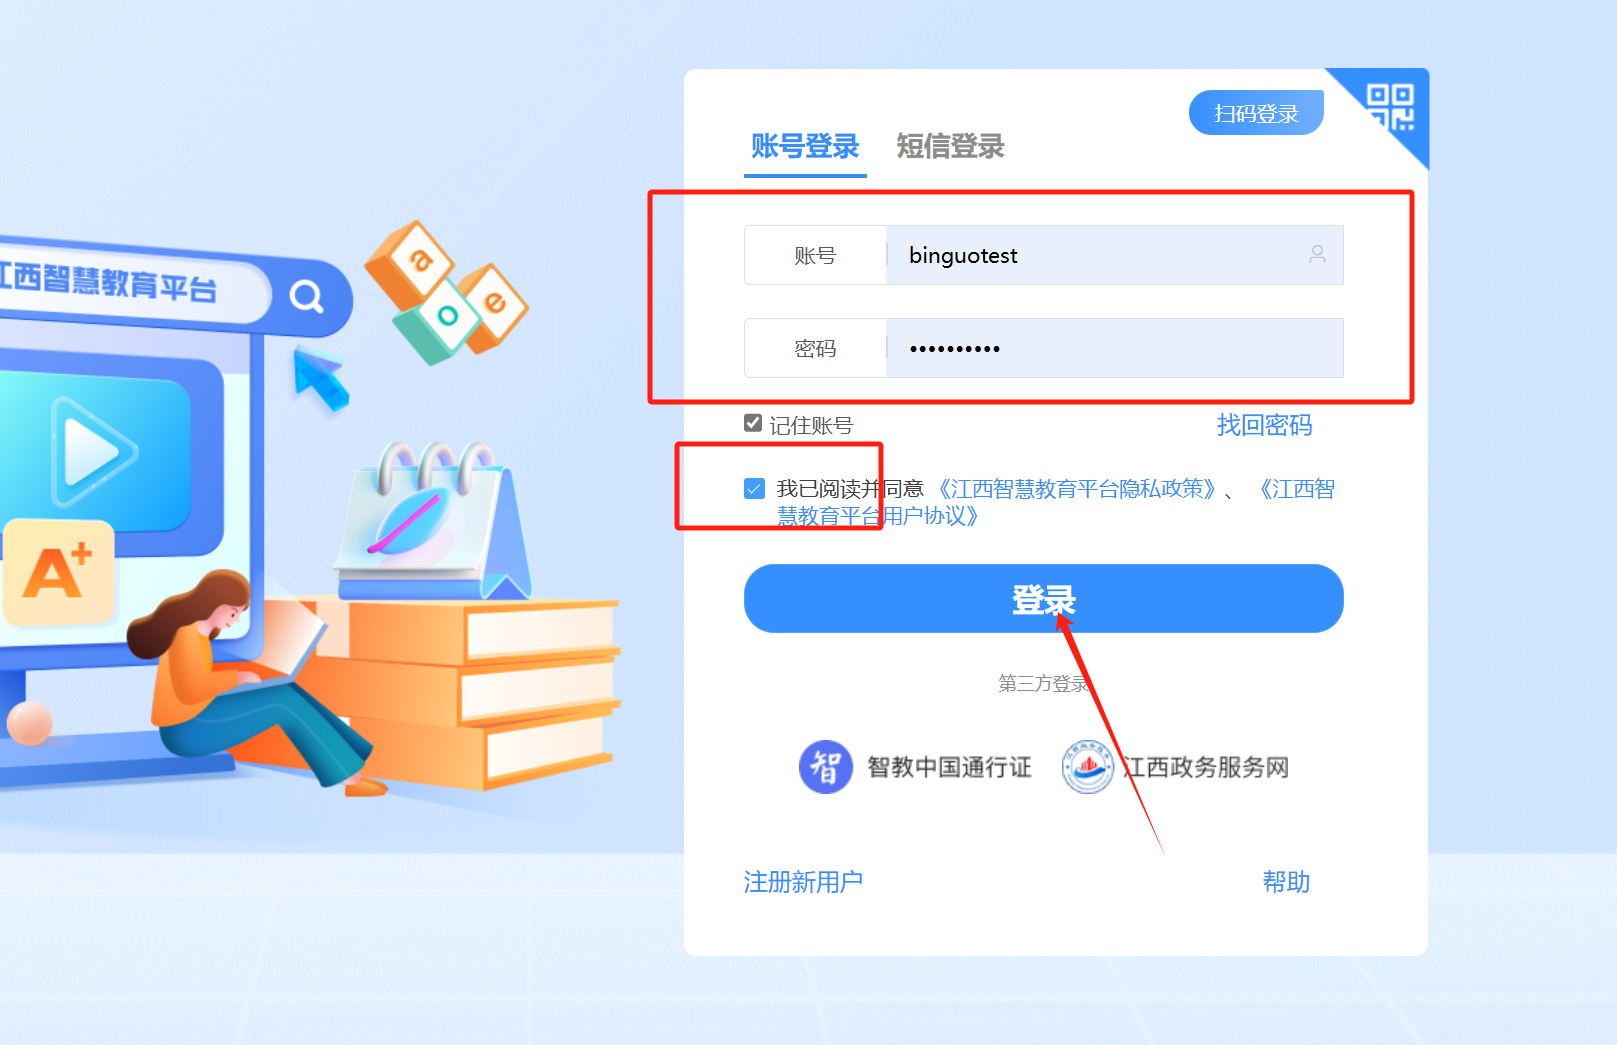 扫码登录
账号登录 短信登录
账号 binguotest
密码 ••••••••••
记住账号 找回密码
我已阅读并同意《江西智慧教育平台隐私政策》、《江西智
慧教育平台用户协议》
登录
第三方登录
智 智教中国通行证 江西政务服务网
注册新用户 帮助
江西智慧教育平台
a
o
e
A+